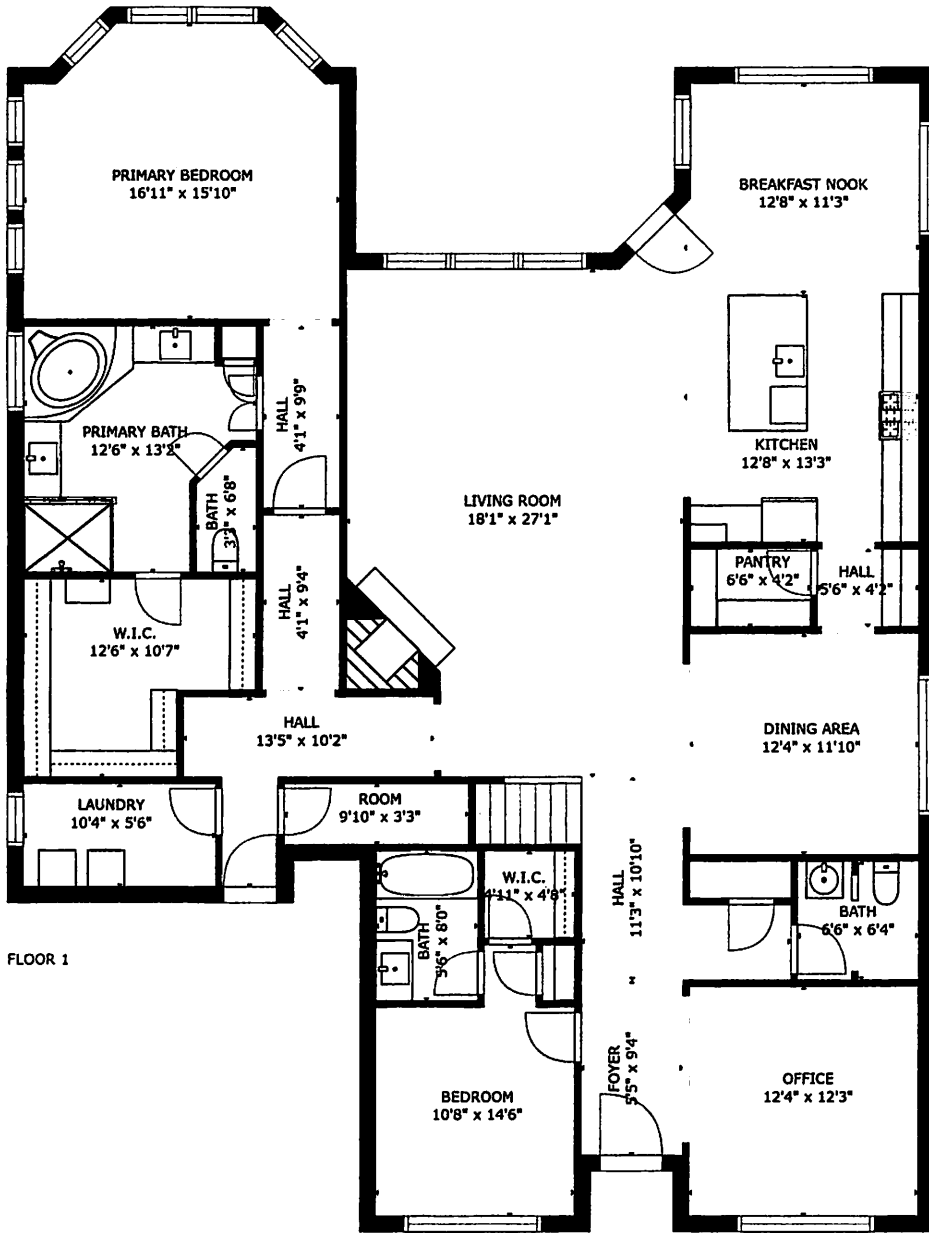 PRIMARY BEDROOM
16'11" x 15'10"
BREAKFAST NOOK
12'8" x 11'3"
HALL
4'1" x 9'9"
PRIMARY BATH
12'6" x 13'2"
BATH
6'8"
KITCHEN
12'8" x 13'3"
LIVING ROOM
18'1" x 27'1"
PANTRY
6'6" x 4'2"
HALL
5'6" x 4'2"
HALL
4'1" x 9'4"
W.I.C.
12'6" x 10'7"
HALL
13'5" x 10'2"
DINING AREA
12'4" x 11'10"
LAUNDRY
10'4" x 5'6"
ROOM
9'10" x 3'3"
W.I.C.
4'11" x 4'8"
HALL
11'3" x 10'10"
BATH
5'6" x 8'0"
BATH
6'6" x 6'4"
FLOOR 1
FOYER
5'5" x 9'4"
OFFICE
12'4" x 12'3"
BEDROOM
10'8" x 14'6"